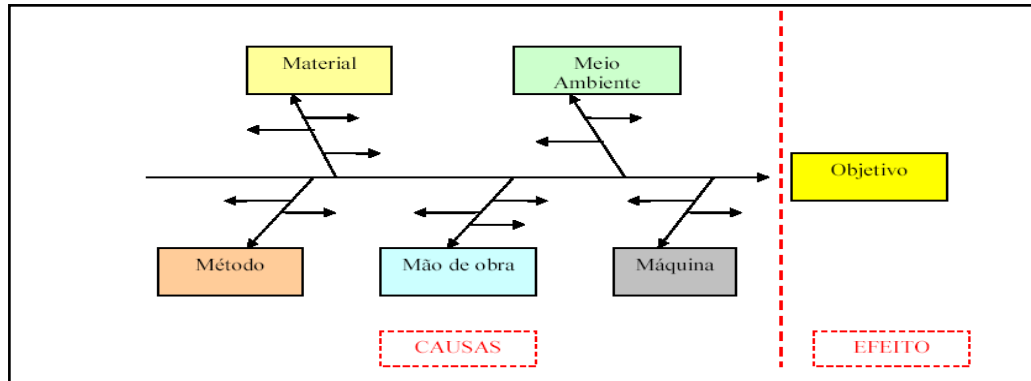 Material
Meio
Ambiente
Objetivo
Método
Mão de obra
Máquina
CAUSAS
EFEITO